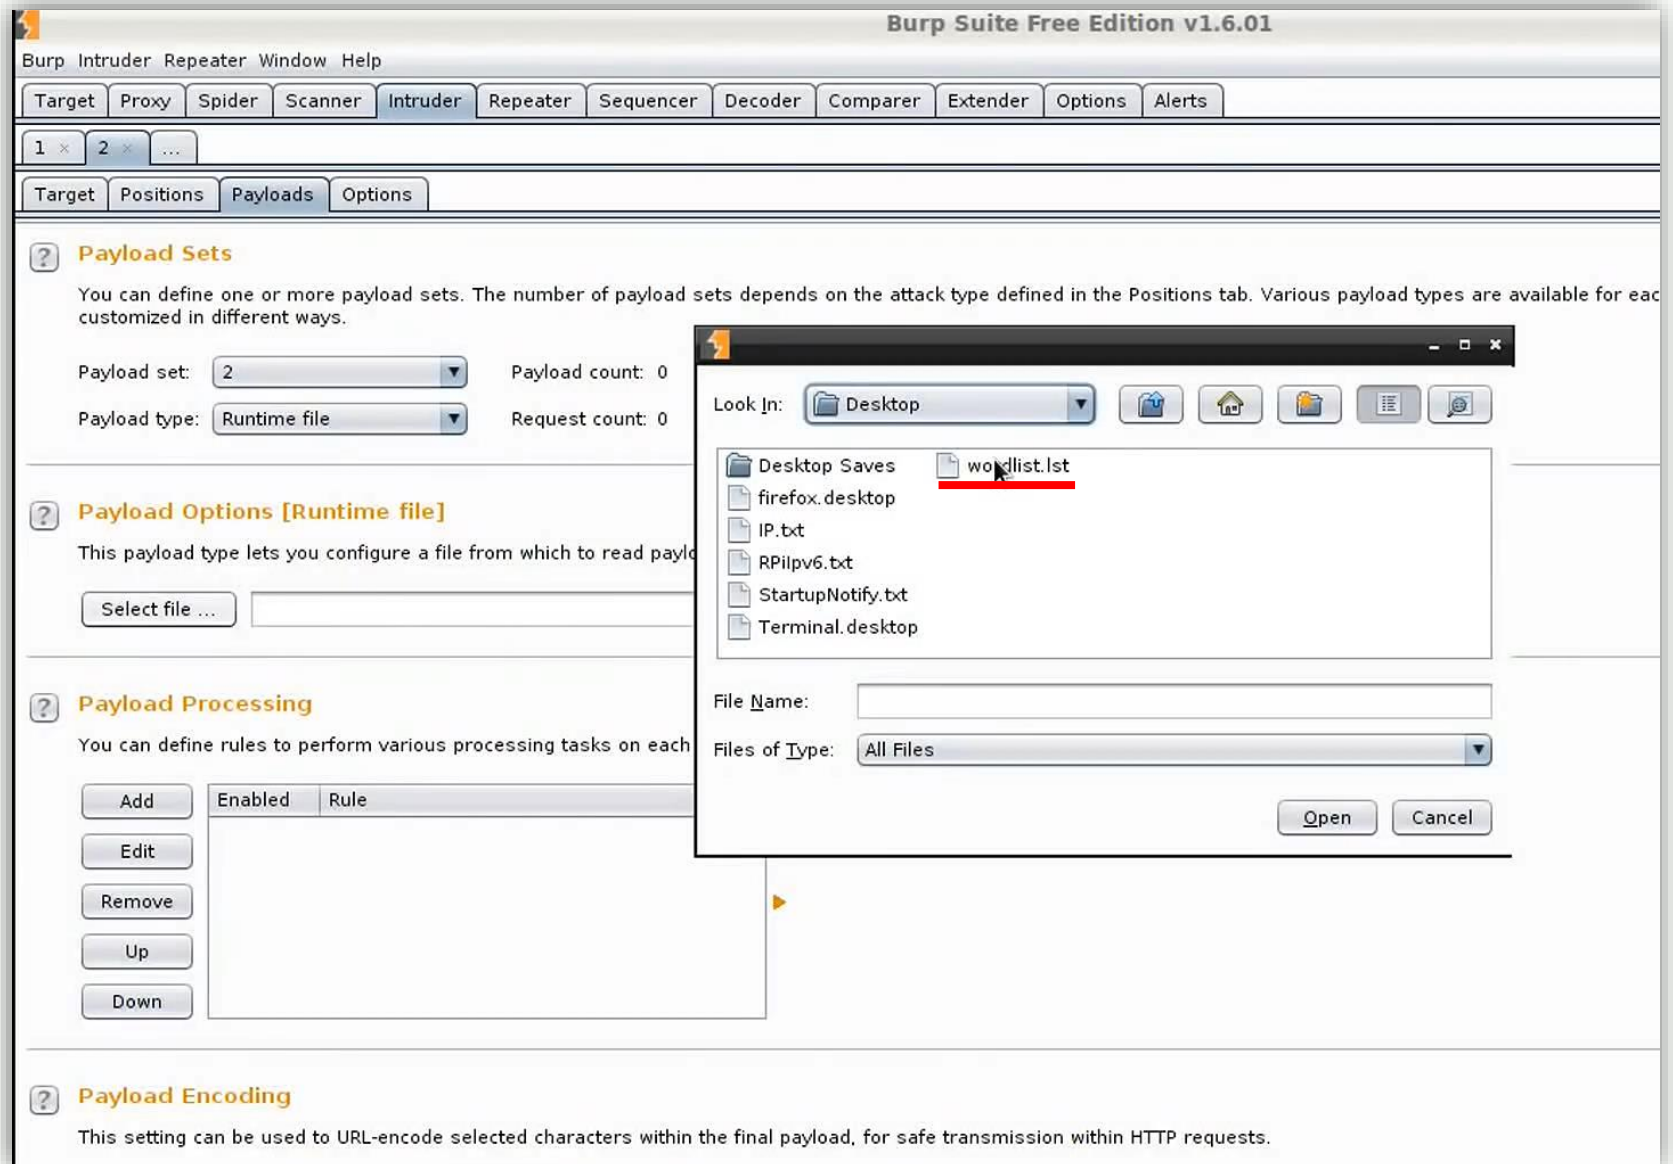 Burp Suite Free Edition v1.6.01
Burp Intruder Repeater Window Help
Target Proxy Spider Scanner Intruder Repeater Sequencer Decoder Comparer Extender Options Alerts
1 × 2 × ...
Target Positions Payloads Options
? Payload Sets
You can define one or more payload sets. The number of payload sets depends on the attack type defined in the Positions tab. Various payload types are available for eac
customized in different ways.
Payload set: 2 Payload count: 0
Payload type: Runtime file Request count: 0
? Payload Options [Runtime file]
This payload type lets you configure a file from which to read paylo
Select file ...
? Payload Processing
You can define rules to perform various processing tasks on each
Add
Edit
Remove
Up
Down
Enabled Rule
Look In: Desktop
Desktop Saves
firefox.desktop
IP.txt
RPiIpv6.txt
StartupNotify.txt
Terminal.desktop
wordlist.lst
File Name:
Files of Type: All Files
Open Cancel
? Payload Encoding
This setting can be used to URL-encode selected characters within the final payload, for safe transmission within HTTP requests.